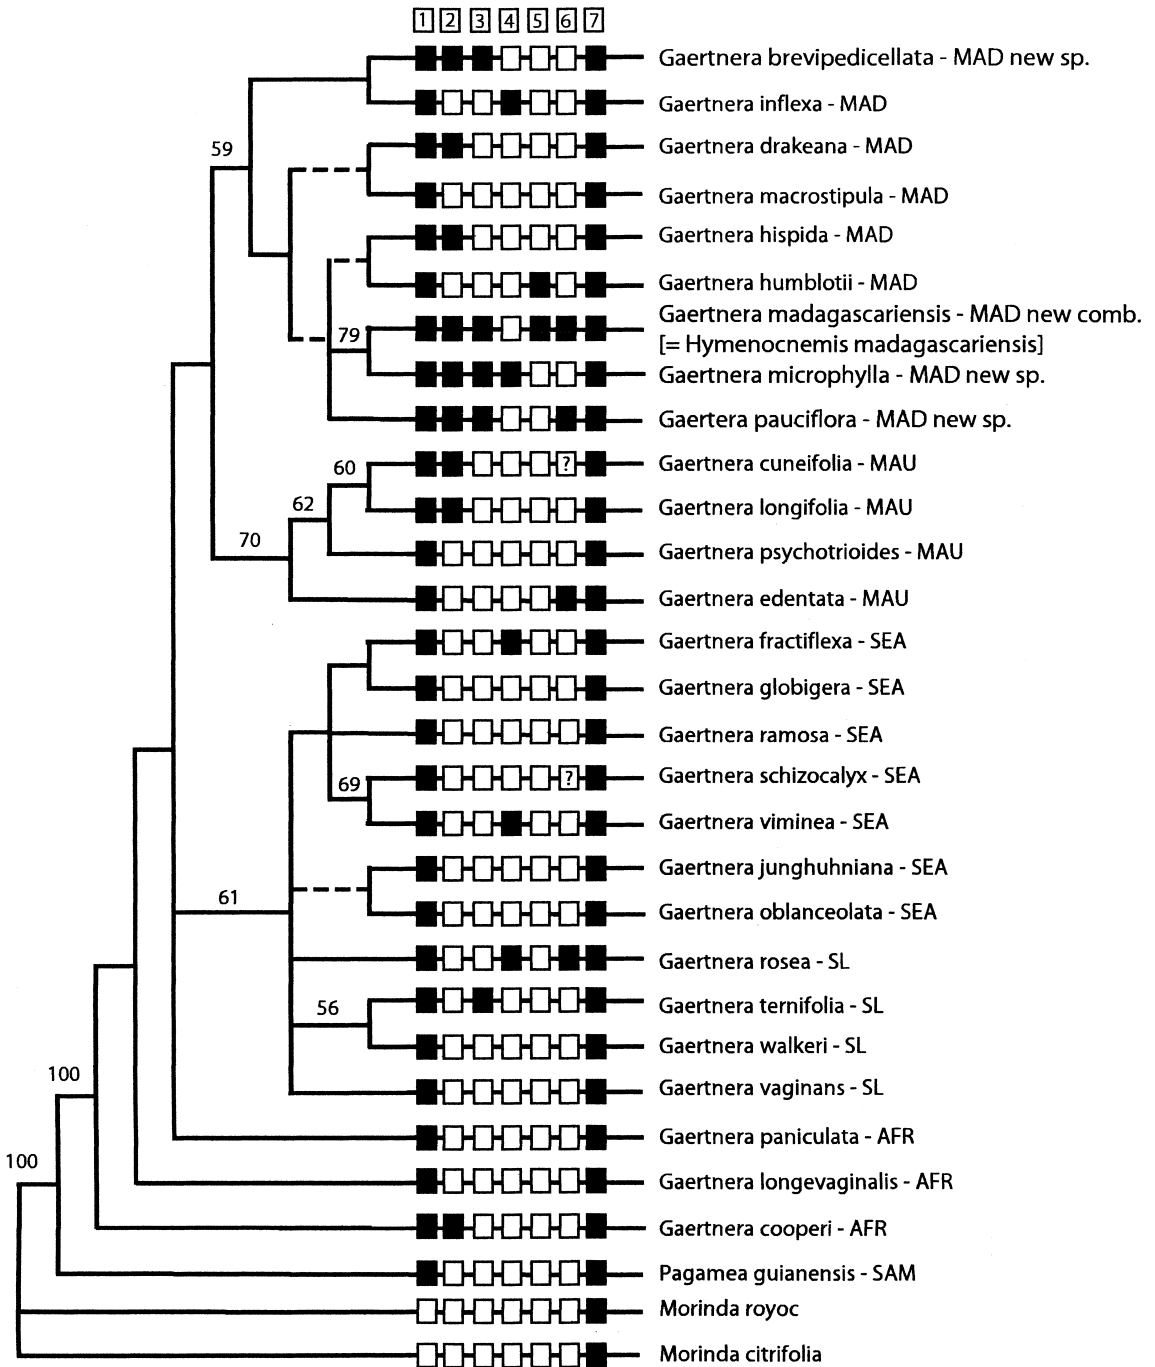 1 2 3 4 5 6 7
Gaertnera brevipedicellata - MAD new sp.
Gaertnera inflexa - MAD
59
Gaertnera drakeana - MAD
Gaertnera macrostipula - MAD
Gaertnera hispida - MAD
Gaertnera humblotii - MAD
79
Gaertnera madagascariensis - MAD new comb.
[= Hymenocnemis madagascariensis]
Gaertnera microphylla - MAD new sp.
Gaertera pauciflora - MAD new sp.
60
? Gaertnera cuneifolia - MAU
62
Gaertnera longifolia - MAU
70
Gaertnera psychotrioides - MAU
Gaertnera edentata - MAU
Gaertnera fractiflexa - SEA
Gaertnera globigera - SEA
Gaertnera ramosa - SEA
69
? Gaertnera schizocalyx - SEA
Gaertnera viminea - SEA
Gaertnera junghuhniana - SEA
61
Gaertnera oblanceolata - SEA
Gaertnera rosea - SL
56
Gaertnera ternifolia - SL
Gaertnera walkeri - SL
100
Gaertnera vaginans - SL
Gaertnera paniculata - AFR
100
Gaertnera longevaginalis - AFR
Gaertnera cooperi - AFR
Pagamea guianensis - SAM
Morinda royoc
Morinda citrifolia